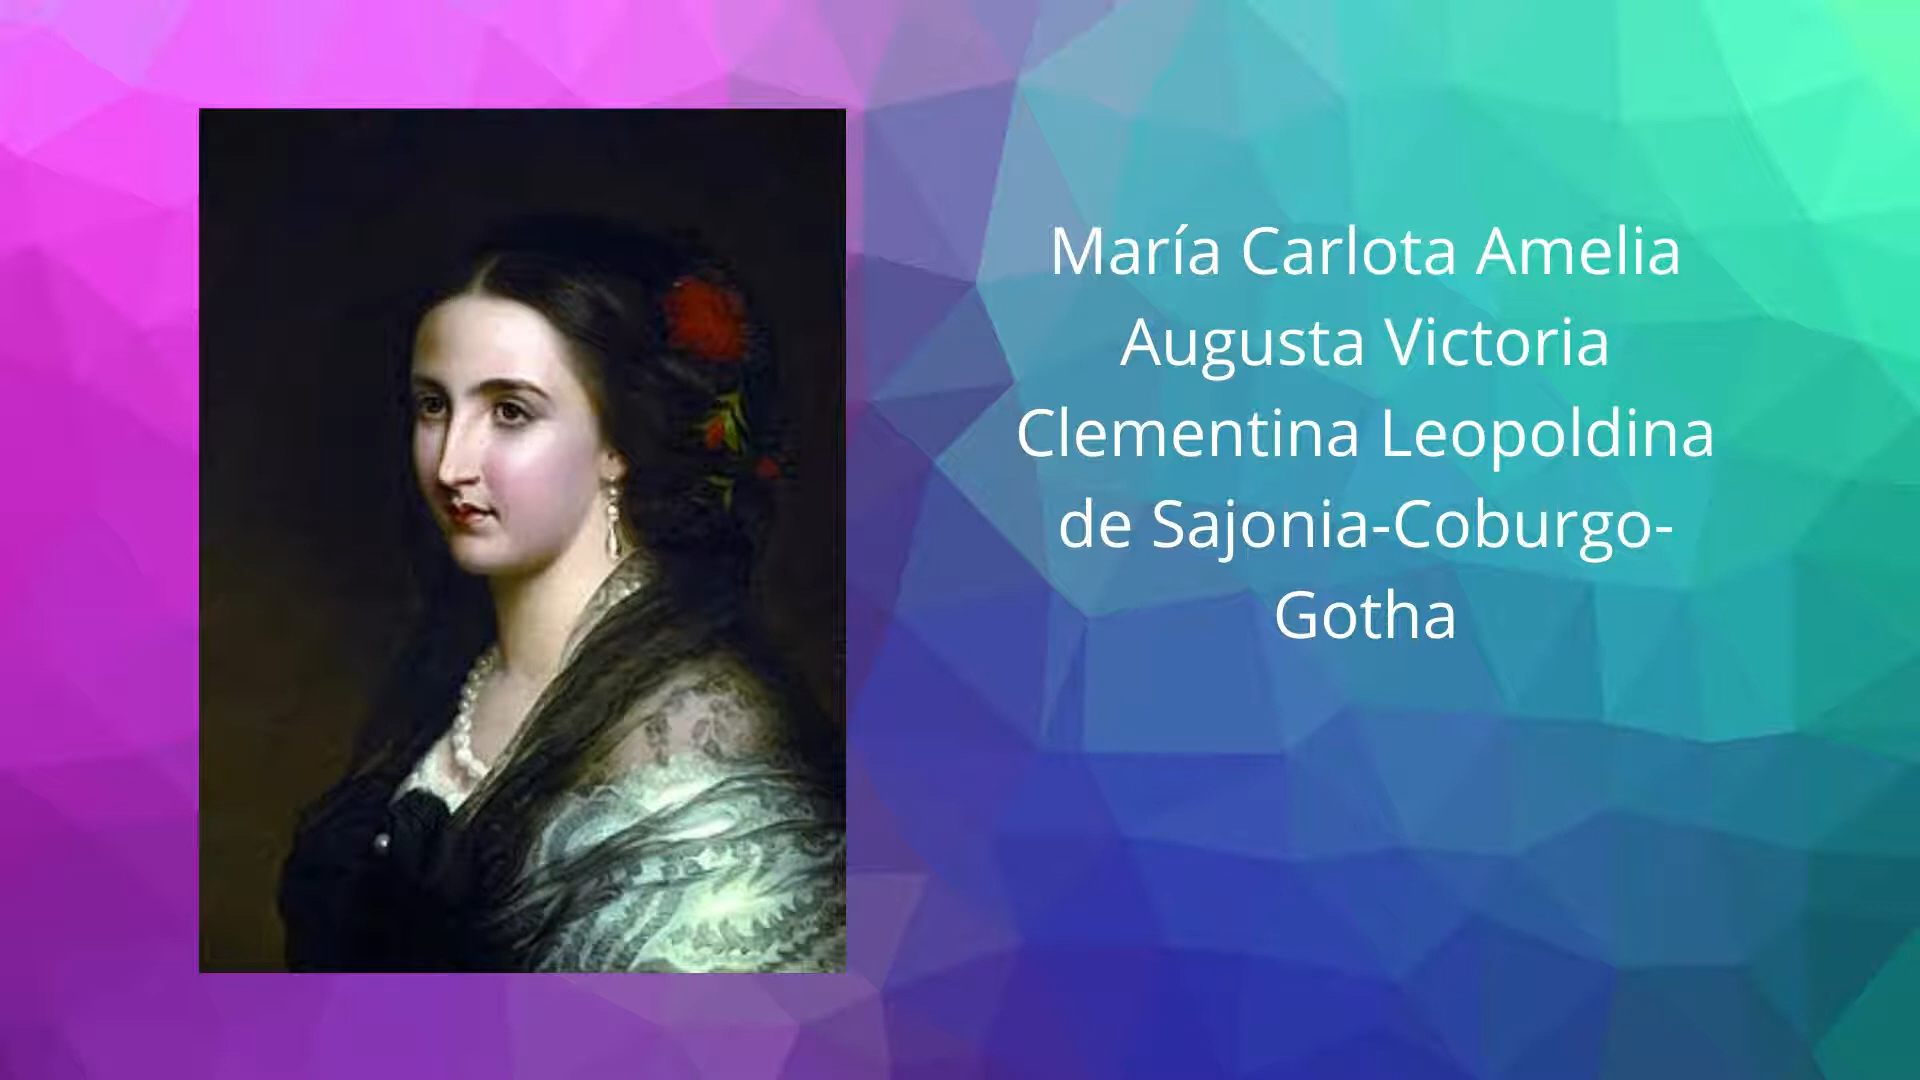 María Carlota Amelia
Augusta Victoria
Clementina Leopoldina
de Sajonia-Coburgo-
Gotha